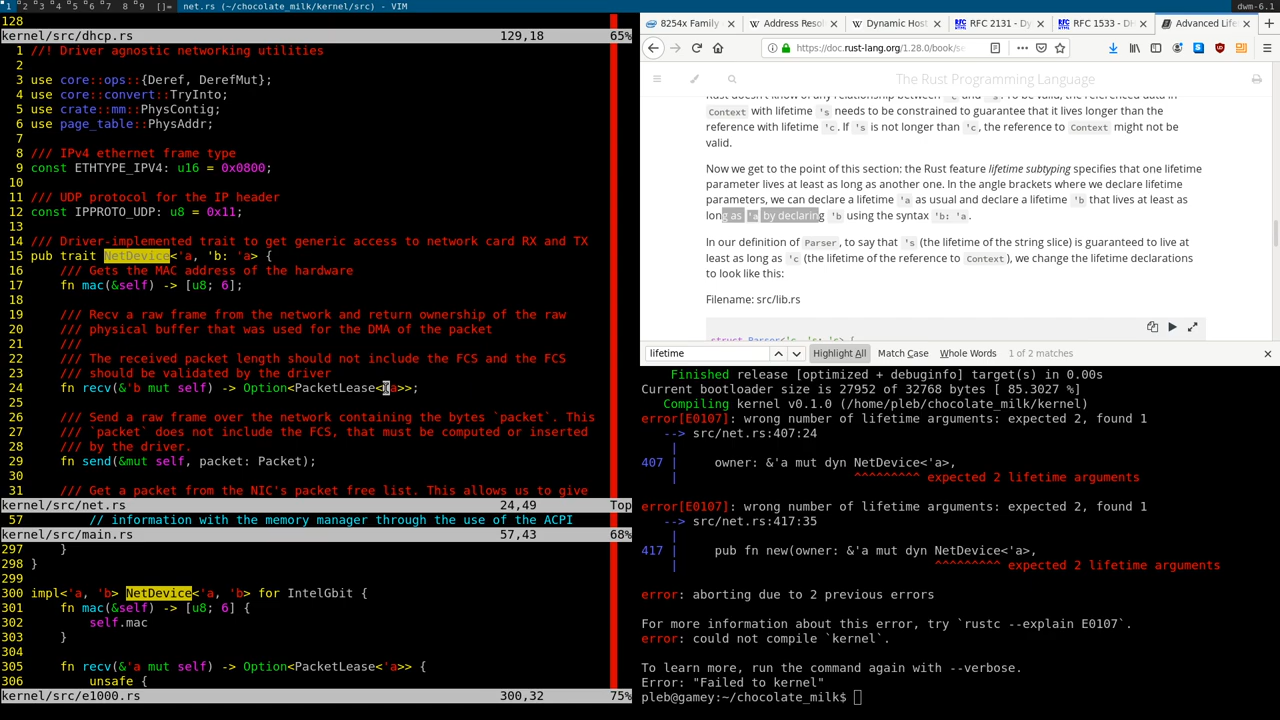 1 2 3 4 5 6 7 8 9 []= net.rs (~/chocolate_milk/kernel/src) - VIM
dwm-6.1
128
kernel/src/dhcp.rs 129,18 65%
1 //! Driver agnostic networking utilities
2
3 use core::ops::{Deref, DerefMut};
4 use core::convert::TryInto;
5 use crate::mm::PhysContig;
6 use page_table::PhysAddr;
7
8 /// IPv4 ethernet frame type
9 const ETHTYPE_IPV4: u16 = 0x0800;
10
11 /// UDP protocol for the IP header
12 const IPPROTO_UDP: u8 = 0x11;
13
14 /// Driver-implemented trait to get generic access to network card RX and TX
15 pub trait NetDevice<'a, 'b: 'a> {
16 /// Gets the MAC address of the hardware
17 fn mac(&self) -> [u8; 6];
18
19 /// Recv a raw frame from the network and return ownership of the raw
20 /// physical buffer that was used for the DMA of the packet
21 ///
22 /// The received packet length should not include the FCS and the FCS
23 /// should be validated by the driver
24 fn recv(&'b mut self) -> Option<PacketLease<'a>>;
25
26 /// Send a raw frame over the network containing the bytes `packet`. This
27 /// `packet` does not include the FCS, that must be computed or inserted
28 /// by the driver.
29 fn send(&mut self, packet: Packet);
30
31 /// Get a packet from the NIC's packet free list. This allows us to give
kernel/src/net.rs 24,49 Top
57 // information with the memory manager through the use of the ACPI
kernel/src/main.rs 57,43 68%
297 }
298 }
299
300 impl<'a, 'b> NetDevice<'a, 'b> for IntelGbit {
301 fn mac(&self) -> [u8; 6] {
302 self.mac
303 }
304
305 fn recv(&'a mut self) -> Option<PacketLease<'a>> {
306 unsafe {
kernel/src/e1000.rs 300,32 75%
8254x Family
Address Reso
Dynamic Host
RFC 2131 - Dy
RFC 1533 - D
Advanced Life
https://doc.rust-lang.org/1.28.0/book/se
The Rust Programming Language
Context with lifetime 's needs to be constrained to guarantee that it lives longer than the
reference with lifetime 'c. If 's is not longer than 'c, the reference to Context might not be
valid.
Now we get to the point of this section: the Rust feature lifetime subtyping specifies that one lifetime
parameter lives at least as long as another one. In the angle brackets where we declare lifetime
parameters, we can declare a lifetime 'a as usual and declare a lifetime 'b that lives at least as
long as 'a by declaring 'b using the syntax 'b: 'a.
In our definition of Parser, to say that 's (the lifetime of the string slice) is guaranteed to live at
least as long as 'c (the lifetime of the reference to Context), we change the lifetime declarations
to look like this:
Filename: src/lib.rs
lifetime Highlight All Match Case Whole Words 1 of 2 matches
Finished release [optimized + debuginfo] target(s) in 0.00s
Current bootloader size is 27952 of 32768 bytes [ 85.3027 %]
Compiling kernel v0.1.0 (/home/pleb/chocolate_milk/kernel)
error[E0107]: wrong number of lifetime arguments: expected 2, found 1
--> src/net.rs:407:24
|
407 | owner: &'a mut dyn NetDevice<'a>,
| ^^^^^^^^^ expected 2 lifetime arguments
error[E0107]: wrong number of lifetime arguments: expected 2, found 1
--> src/net.rs:417:35
|
417 | pub fn new(owner: &'a mut dyn NetDevice<'a>,
| ^^^^^^^^^ expected 2 lifetime arguments
error: aborting due to 2 previous errors
For more information about this error, try `rustc --explain E0107`.
error: could not compile `kernel`.
To learn more, run the command again with --verbose.
Error: "Failed to kernel"
pleb@gamey:~/chocolate_milk$